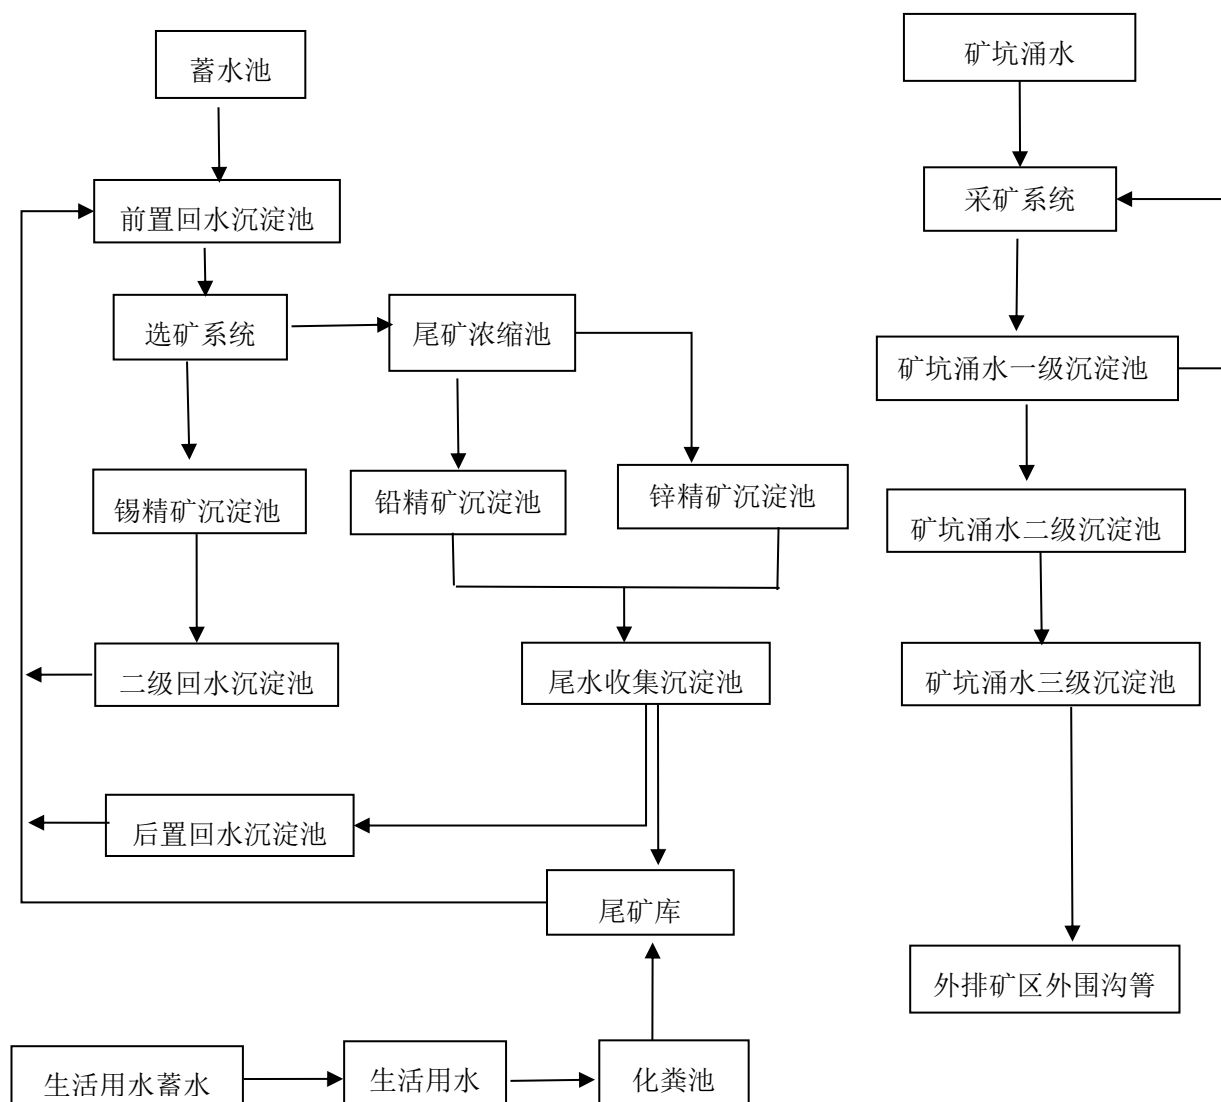 蓄水池
矿坑涌水
前置回水沉淀池
采矿系统
选矿系统
尾矿浓缩池
矿坑涌水一级沉淀池
锡精矿沉淀池
铅精矿沉淀池
锌精矿沉淀池
矿坑涌水二级沉淀池
二级回水沉淀池
尾水收集沉淀池
矿坑涌水三级沉淀池
后置回水沉淀池
尾矿库
外排矿区外围沟箐
生活用水蓄水
生活用水
化粪池